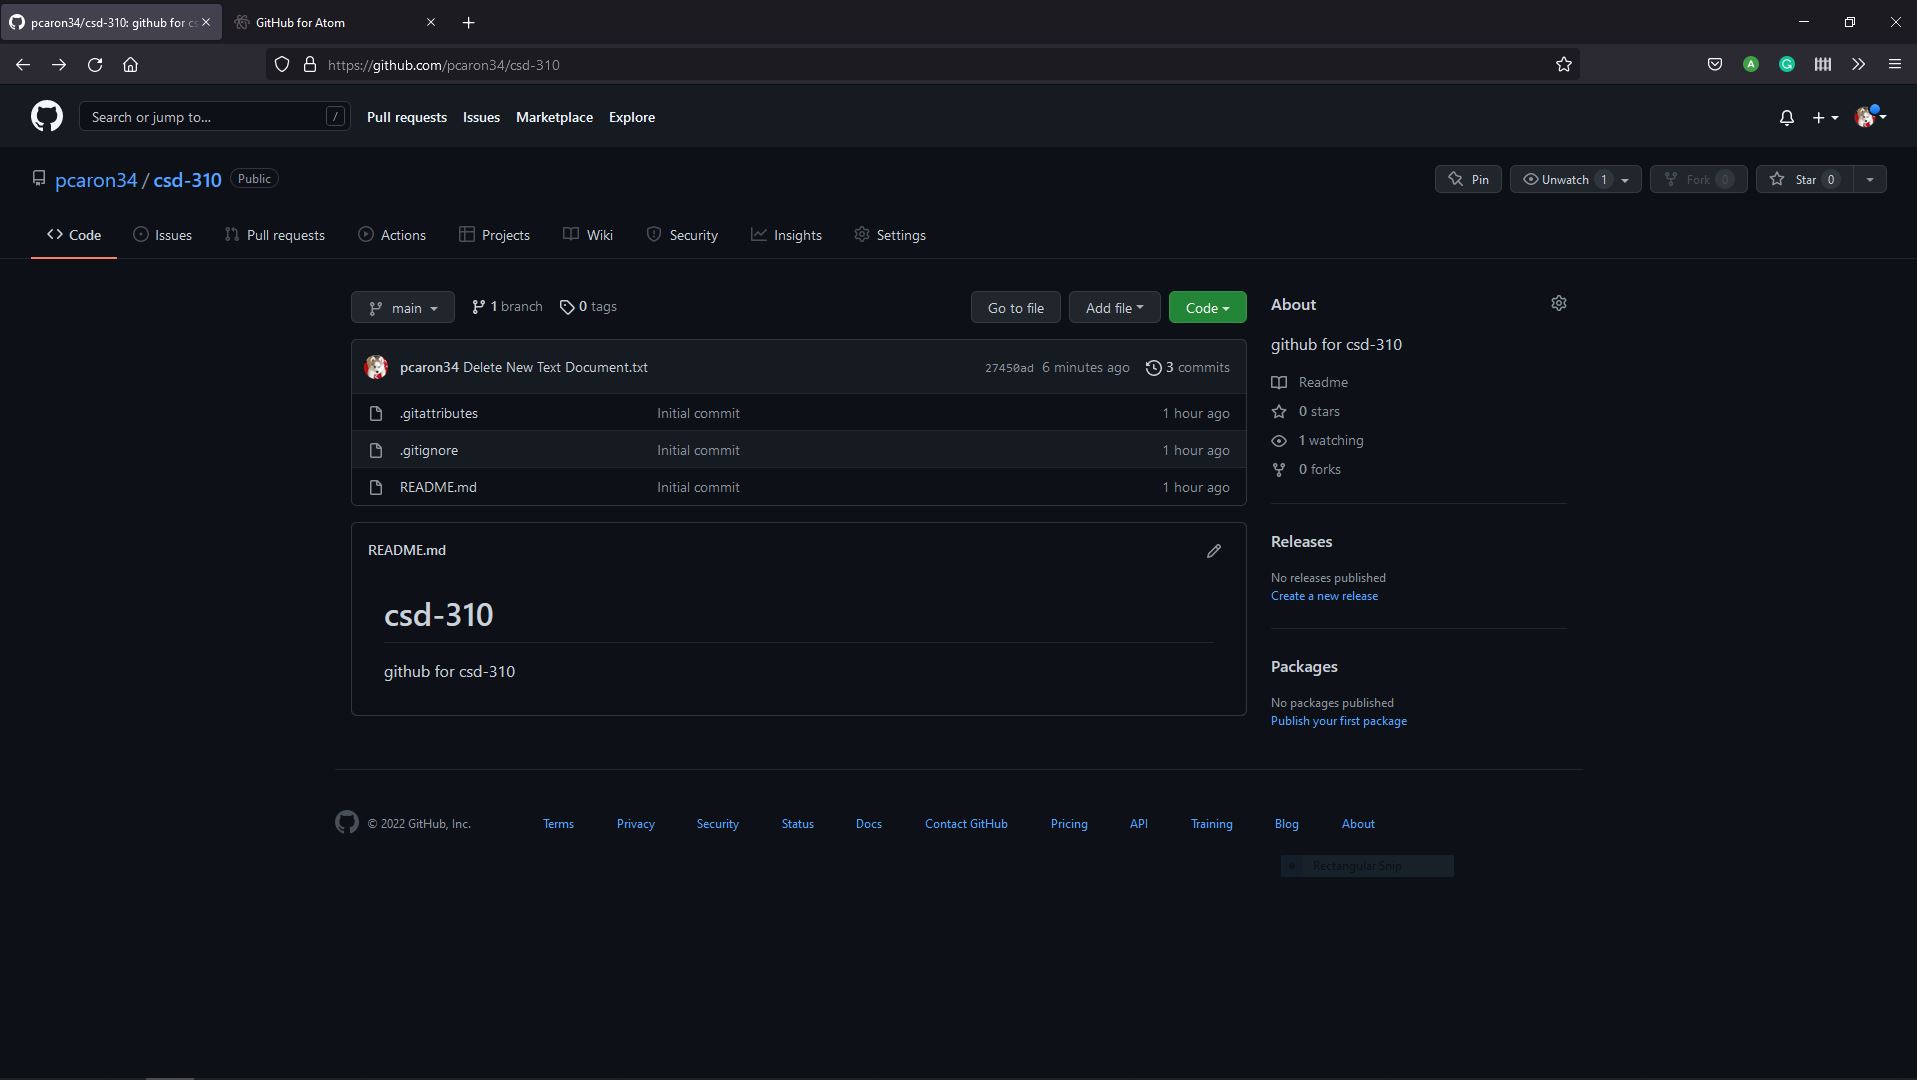 pcaron34/csd-310: github for cs
GitHub for Atom
https://github.com/pcaron34/csd-310
Search or jump to... /
Pull requests Issues Marketplace Explore
pcaron34 / csd-310 Public
Pin Unwatch 1 Fork 0 Star 0
Code Issues Pull requests Actions Projects Wiki Security Insights Settings
main 1 branch 0 tags Go to file Add file Code
pcaron34 Delete New Text Document.txt 27450ad 6 minutes ago 3 commits
.gitattributes Initial commit 1 hour ago
.gitignore Initial commit 1 hour ago
README.md Initial commit 1 hour ago
README.md
csd-310
github for csd-310
About
github for csd-310
Readme
0 stars
1 watching
0 forks
Releases
No releases published
Create a new release
Packages
No packages published
Publish your first package
© 2022 GitHub, Inc. Terms Privacy Security Status Docs Contact GitHub Pricing API Training Blog About
Rectangular Snip